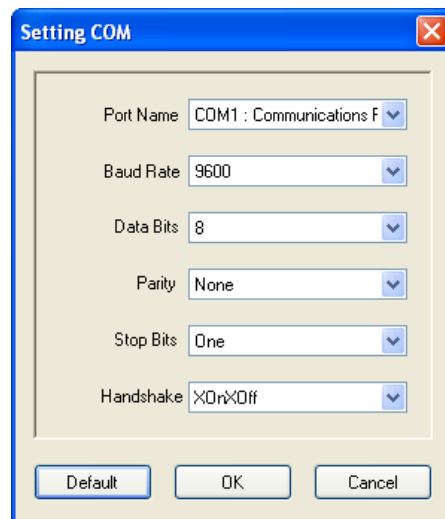 Setting COM
Port Name COM1 : Communications F
Baud Rate 9600
Data Bits 8
Parity None
Stop Bits One
Handshake XOnXOff
Default OK Cancel